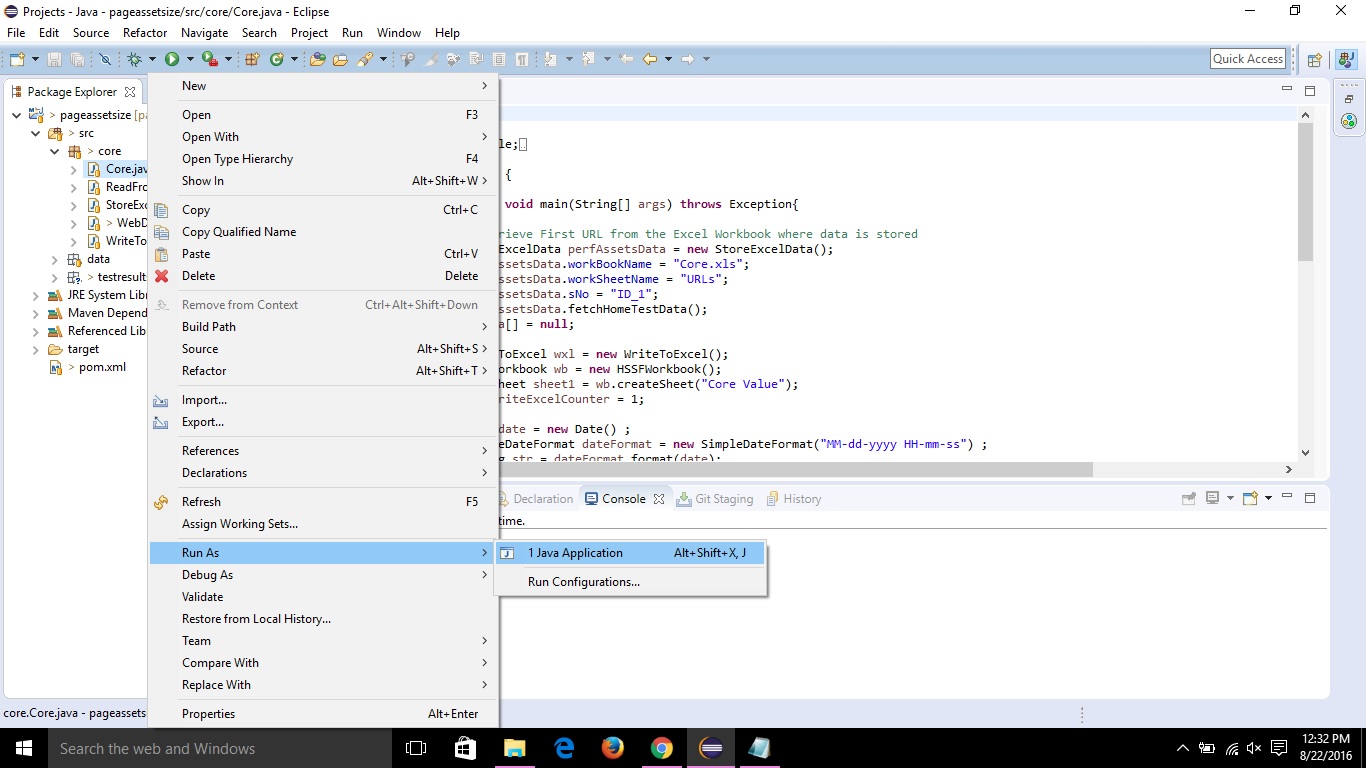 Projects - Java - pageassetsize/src/core/Core.java - Eclipse
File Edit Source Refactor Navigate Search Project Run Window Help
Quick Access
Package Explorer
> pageassetsize [pa
> src
> core
Core.jav
ReadFro
StoreExc
> WebD
WriteTo
data
> testresult
JRE System Libr
Maven Depend
Referenced Lib
target
> pom.xml
New
Open F3
Open With
Open Type Hierarchy F4
Show In Alt+Shift+W
Copy Ctrl+C
Copy Qualified Name
Paste Ctrl+V
Delete Delete
Remove from Context Ctrl+Alt+Shift+Down
Build Path
Source Alt+Shift+S
Refactor Alt+Shift+T
Import...
Export...
References
Declarations
Refresh F5
Assign Working Sets...
Run As
Debug As
Validate
Restore from Local History...
Team
Compare With
Replace With
Properties Alt+Enter
1 Java Application Alt+Shift+X, J
Run Configurations...
le;
{
void main(String[] args) throws Exception{
rieve First URL from the Excel Workbook where data is stored
ExcelData perfAssetsData = new StoreExcelData();
ssetsData.workBookName = "Core.xls";
ssetsData.workSheetName = "URLs";
ssetsData.sNo = "ID_1";
ssetsData.fetchHomeTestData();
a[] = null;
ToExcel wxl = new WriteToExcel();
orkbook wb = new HSSFWorkbook();
heet sheet1 = wb.createSheet("Core Value");
riteExcelCounter = 1;
date = new Date() ;
eDateFormat dateFormat = new SimpleDateFormat("MM-dd-yyyy HH-mm-ss") ;
g str = dateFormat.format(date);
Declaration Console Git Staging History
time.
core.Core.java - pageassets
Search the web and Windows
12:32 PM
8/22/2016